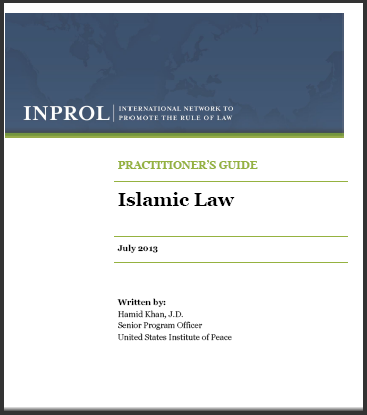 INPROL
INTERNATIONAL NETWORK TO
PROMOTE THE RULE OF LAW
PRACTITIONER'S GUIDE
Islamic Law
July 2013
Written by:
Hamid Khan, J.D.
Senior Program Officer
United States Institute of Peace